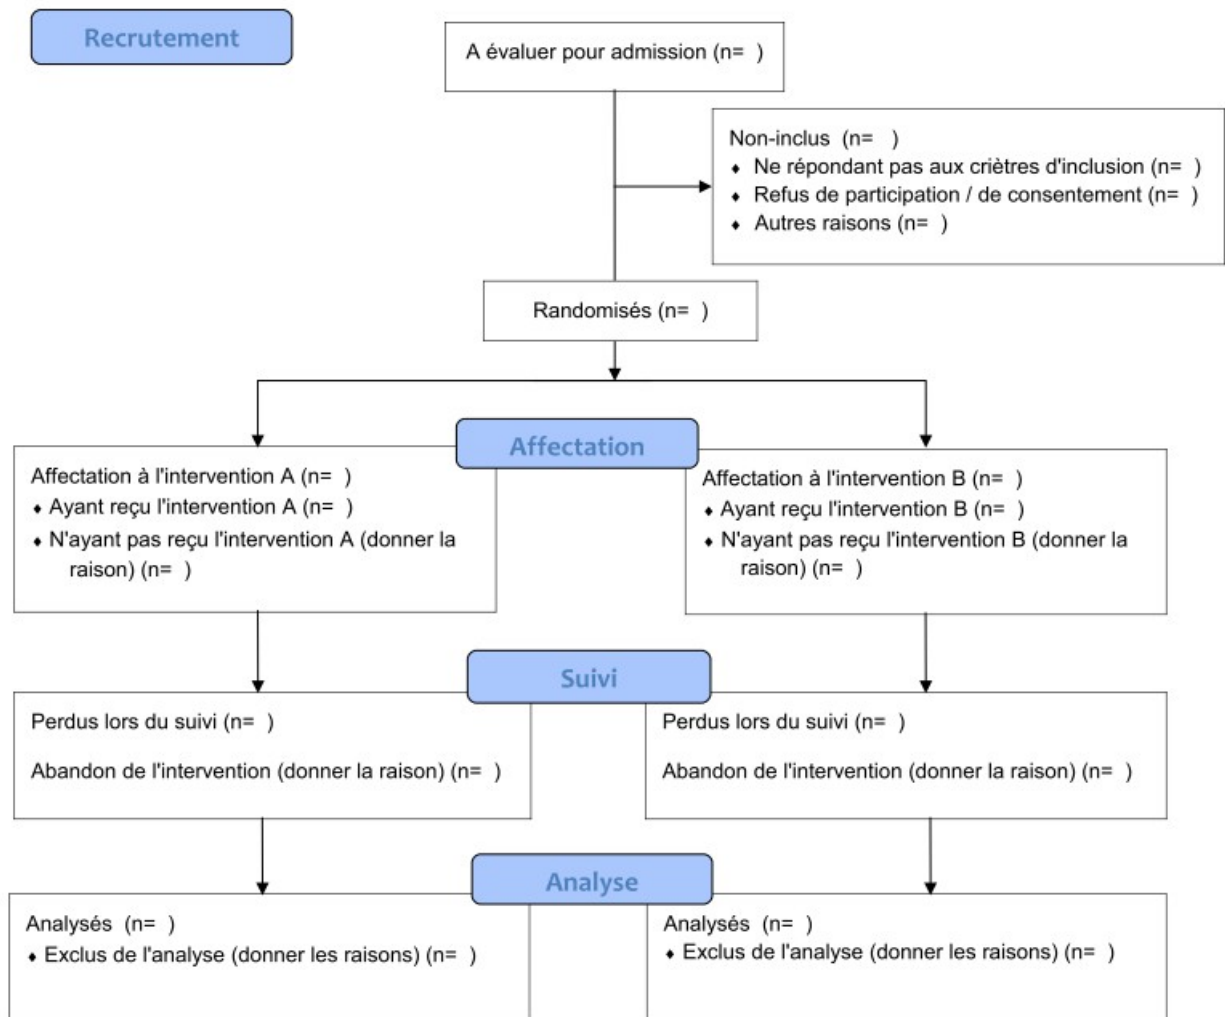 Recrutement
A évaluer pour admission (n=  )
Non-inclus  (n=   )
♦ Ne répondant pas aux criètres d'inclusion (n=  )
♦ Refus de participation / de consentement (n=  )
♦ Autres raisons (n=  )
Randomisés (n=  )
Affectation
Affectation à l'intervention A (n=  )
♦ Ayant reçu l'intervention A (n=  )
♦ N'ayant pas reçu l'intervention A (donner la
raison) (n=  )
Affectation à l'intervention B (n=  )
♦ Ayant reçu l'intervention B (n=  )
♦ N'ayant pas reçu l'intervention B (donner la
raison) (n=  )
Suivi
Perdus lors du suivi (n=  )
Abandon de l'intervention (donner la raison) (n=  )
Perdus lors du suivi (n=  )
Abandon de l'intervention (donner la raison) (n=  )
Analyse
Analysés  (n=  )
♦ Exclus de l'analyse (donner les raisons) (n=  )
Analysés  (n=  )
♦ Exclus de l'analyse (donner les raisons) (n=  )